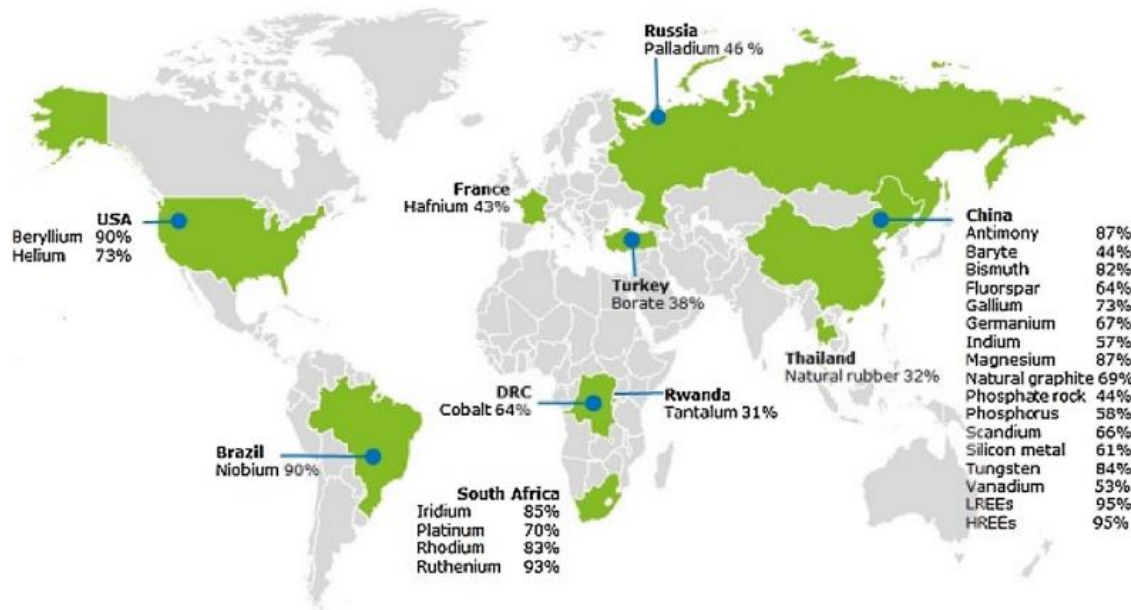 Russia
Palladium 46 %
France
Hafnium 43%
USA
Beryllium 90%
Helium 73%
Turkey
Borate 38%
China
Antimony 87%
Baryte 44%
Bismuth 82%
Fluorspar 64%
Gallium 73%
Germanium 67%
Indium 57%
Magnesium 87%
Natural graphite 69%
Phosphate rock 44%
Phosphorus 58%
Scandium 66%
Silicon metal 61%
Tungsten 84%
Vanadium 53%
LREEs 95%
HREEs 95%
Thailand
Natural rubber 32%
DRC
Cobalt 64%
Rwanda
Tantalum 31%
Brazil
Niobium 90%
South Africa
Iridium 85%
Platinum 70%
Rhodium 83%
Ruthenium 93%